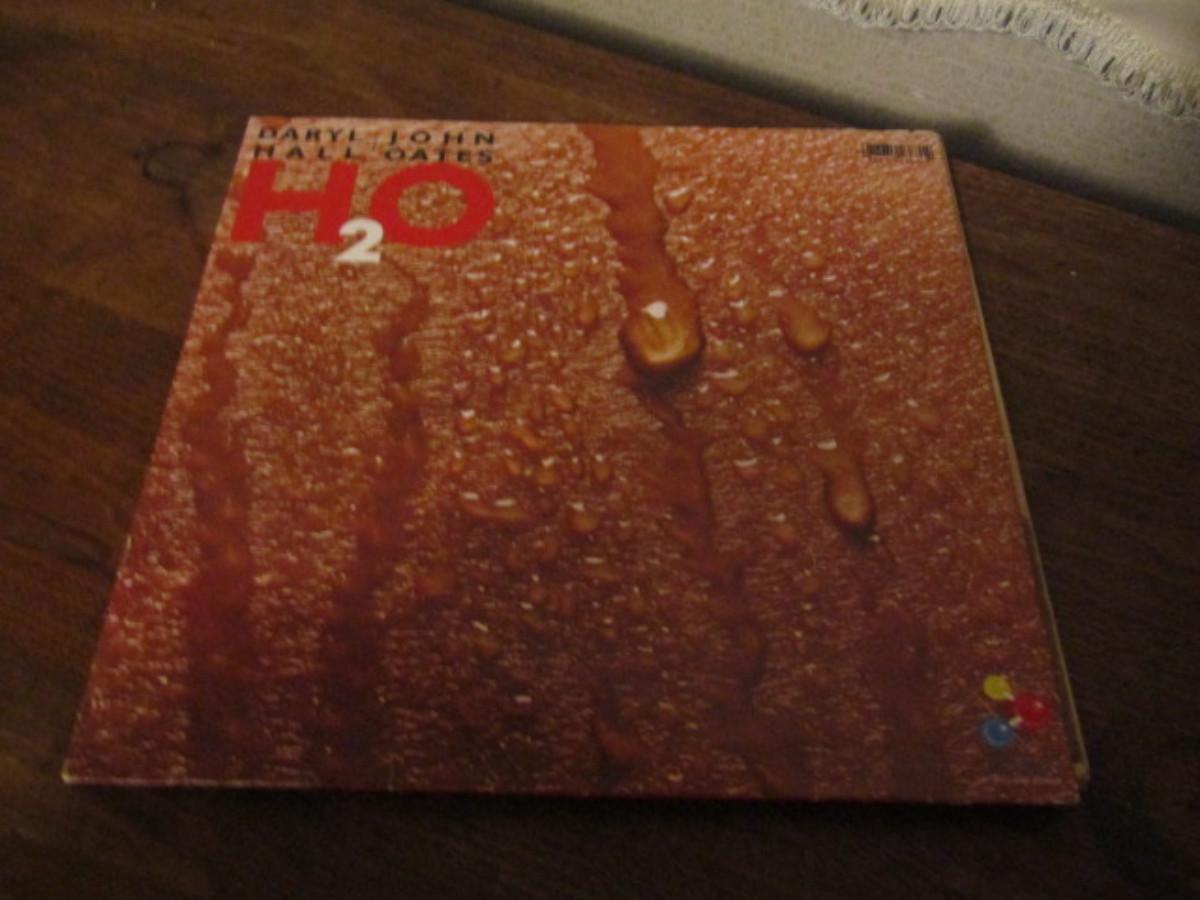 DARYL JOHN
HALL OATES
H2O